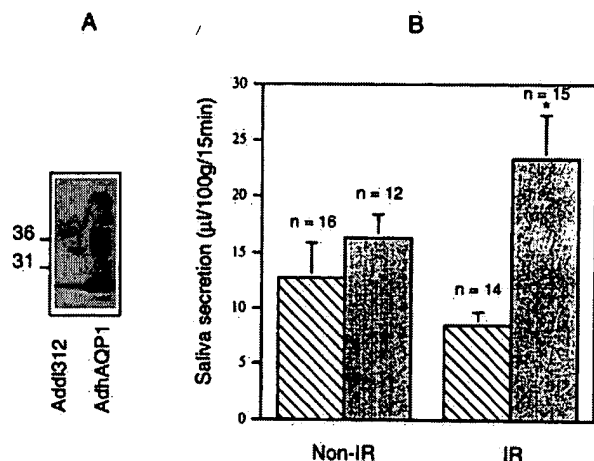 A
36
31
Addl312
AdhAQP1
B
Saliva secretion (µl/100g/15min)
30
25
20
15
10
5
0
n = 16
n = 12
n = 14
n = 15
*
Non-IR
IR